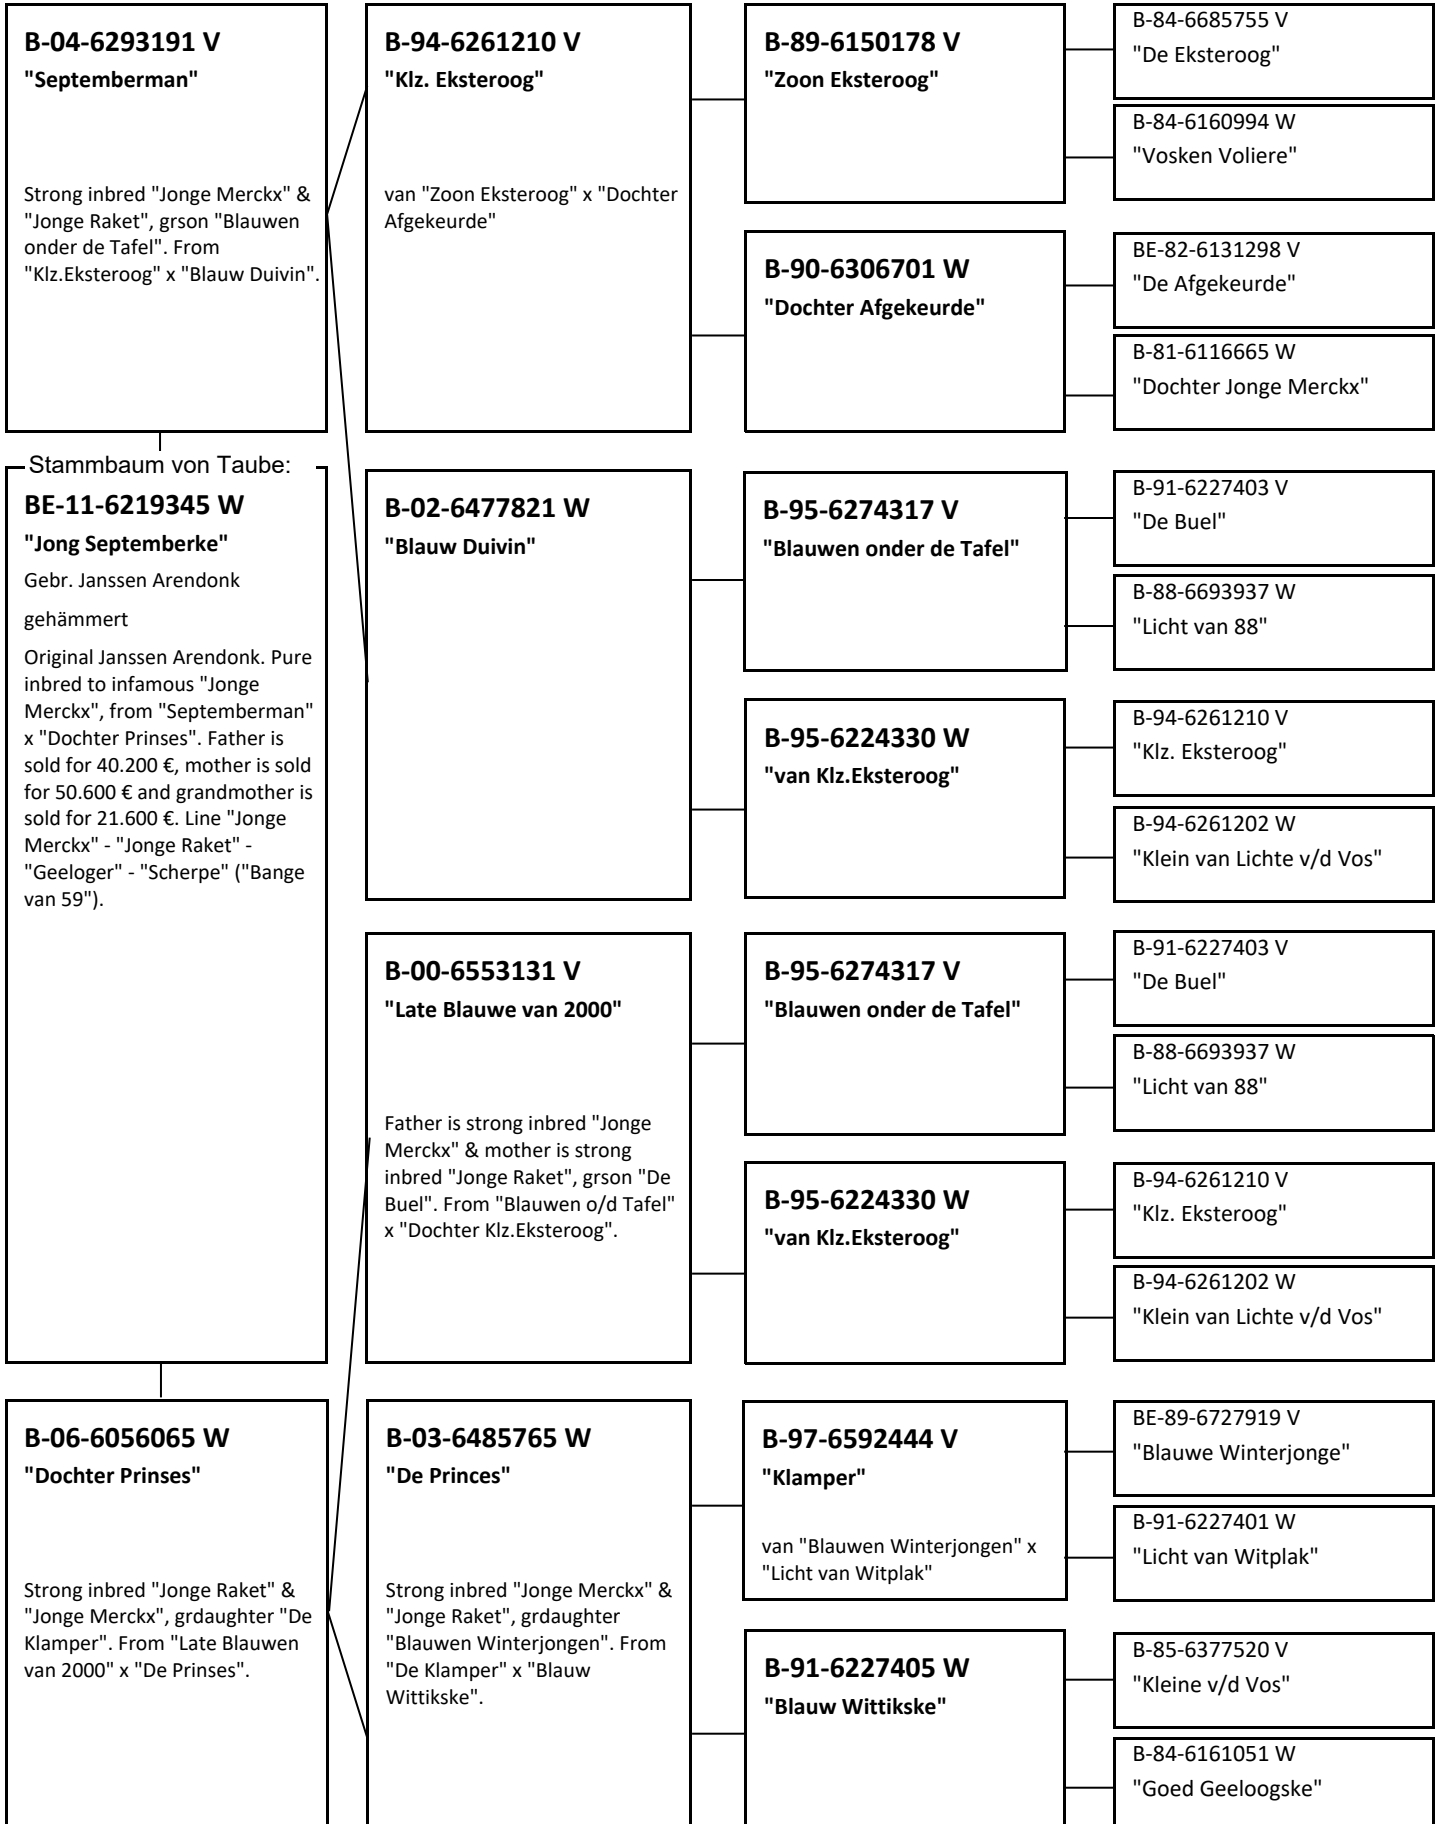 B-04-6293191 V
"Septemberman"
Strong inbred "Jonge Merckx" &
"Jonge Raket", grson "Blauwen
onder de Tafel". From
"Klz.Eksteroog" x "Blauw Duivin".
Stammbaum von Taube:
BE-11-6219345 W
"Jong Septemberke"
Gebr. Janssen Arendonk
gehämmert
Original Janssen Arendonk. Pure
inbred to infamous "Jonge
Merckx", from "Septemberman"
x "Dochter Prinses". Father is
sold for 40.200 €, mother is sold
for 50.600 € and grandmother is
sold for 21.600 €. Line "Jonge
Merckx" - "Jonge Raket" -
"Geeloger" - "Scherpe" ("Bange
van 59").
B-06-6056065 W
"Dochter Prinses"
Strong inbred "Jonge Raket" &
"Jonge Merckx", grdaughter "De
Klamper". From "Late Blauwen
van 2000" x "De Prinses".
B-94-6261210 V
"Klz. Eksteroog"
van "Zoon Eksteroog" x "Dochter
Afgekeurde"
B-02-6477821 W
"Blauw Duivin"
B-00-6553131 V
"Late Blauwe van 2000"
Father is strong inbred "Jonge
Merckx" & mother is strong
inbred "Jonge Raket", grson "De
Buel". From "Blauwen o/d Tafel"
x "Dochter Klz.Eksteroog".
B-03-6485765 W
"De Princes"
Strong inbred "Jonge Merckx" &
"Jonge Raket", grdaughter
"Blauwen Winterjongen". From
"De Klamper" x "Blauw
Wittikske".
B-89-6150178 V
"Zoon Eksteroog"
B-90-6306701 W
"Dochter Afgekeurde"
B-95-6274317 V
"Blauwen onder de Tafel"
B-95-6224330 W
"van Klz.Eksteroog"
B-95-6274317 V
"Blauwen onder de Tafel"
B-95-6224330 W
"van Klz.Eksteroog"
B-97-6592444 V
"Klamper"
van "Blauwen Winterjongen" x
"Licht van Witplak"
B-91-6227405 W
"Blauw Wittikske"
B-84-6685755 V
"De Eksteroog"
B-84-6160994 W
"Vosken Voliere"
BE-82-6131298 V
"De Afgekeurde"
B-81-6116665 W
"Dochter Jonge Merckx"
B-91-6227403 V
"De Buel"
B-88-6693937 W
"Licht van 88"
B-94-6261210 V
"Klz. Eksteroog"
B-94-6261202 W
"Klein van Lichte v/d Vos"
B-91-6227403 V
"De Buel"
B-88-6693937 W
"Licht van 88"
B-94-6261210 V
"Klz. Eksteroog"
B-94-6261202 W
"Klein van Lichte v/d Vos"
BE-89-6727919 V
"Blauwe Winterjonge"
B-91-6227401 W
"Licht van Witplak"
B-85-6377520 V
"Kleine v/d Vos"
B-84-6161051 W
"Goed Geeloogske"